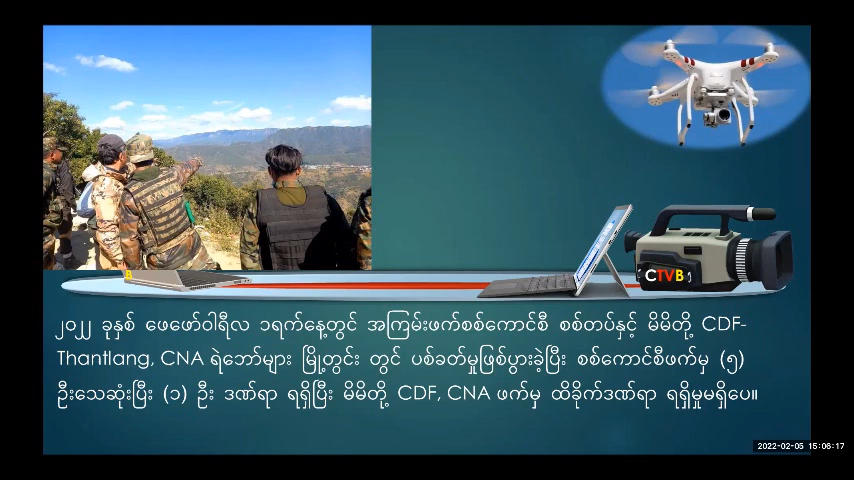 CTVB
၂၀၂၂ ခုနှစ် ဖေဖော်ဝါရီလ ၁ရက်နေ့တွင် အကြမ်းဖက်စစ်ကောင်စီ စစ်တပ်နှင့် မိမိတို့ CDF-
Thantlang, CNA ရဲဘော်များ မြို့တွင်း တွင် ပစ်ခတ်မှုဖြစ်ပွားခဲ့ပြီး စစ်ကောင်စီဖက်မှ (၅)
ဦးသေဆုံးပြီး (၁) ဦး ဒဏ်ရာ ရရှိပြီး မိမိတို့ CDF, CNA ဖက်မှ ထိခိုက်ဒဏ်ရာ ရရှိမှုမရှိပေ။
2022-02-05 15:06:17